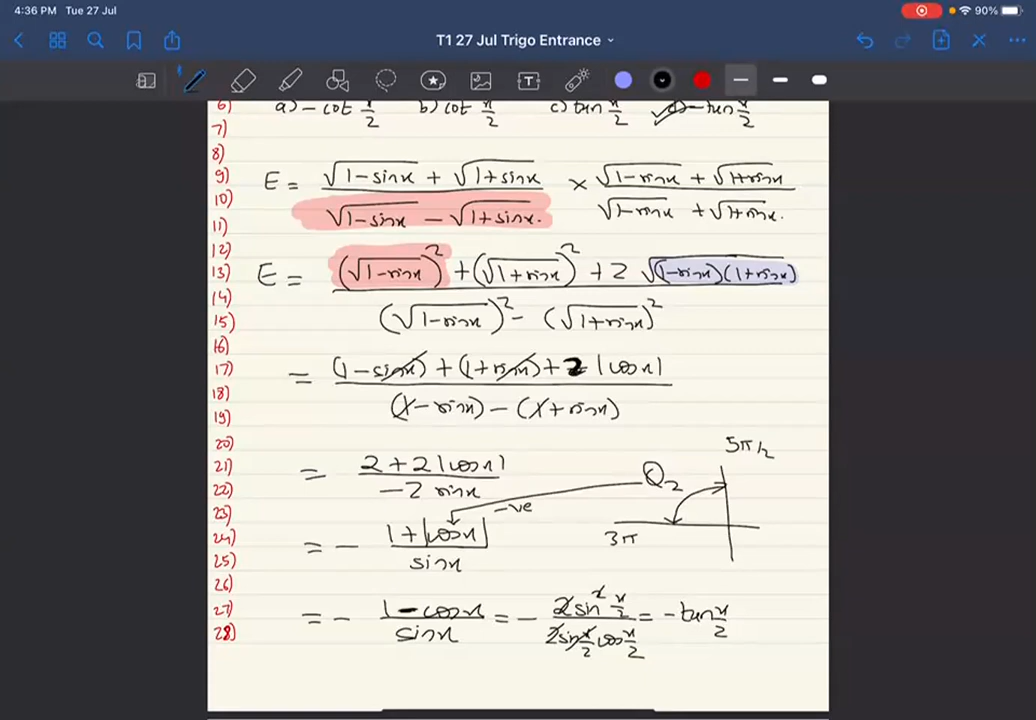 4:36 PM Tue 27 Jul
90%
T1 27 Jul Trigo Entrance
6) a) - cot x/2 b) cot x/2 c) tan x/2 d) - tan x/2
7)
8)
9) E = √1-sinx + √1+sinx × √1-sinx + √1+sinx
10) √1-sinx - √1+sinx. √1-sinx + √1+sinx.
11)
12)
13) E = (√1-sinx)² + (√1+sinx)² + 2 √(1-sinx)(1+sinx)
14)
15) (√1-sinx)² - (√1+sinx)²
16)
17) = (1-sinx) + (1+sinx) + 2 |cosx|
18)
19) (1-sinx) - (1+sinx)
20) 5π/2
21) = 2+2|cosx| Q₂
22) -2 sinx
23) -ve
24) = - 1+|cosx| 3π
25) sinx
26)
27) = - 1-cosx = - 2sin² x/2 = - tan x/2
28) sinx 2sin x/2 cos x/2